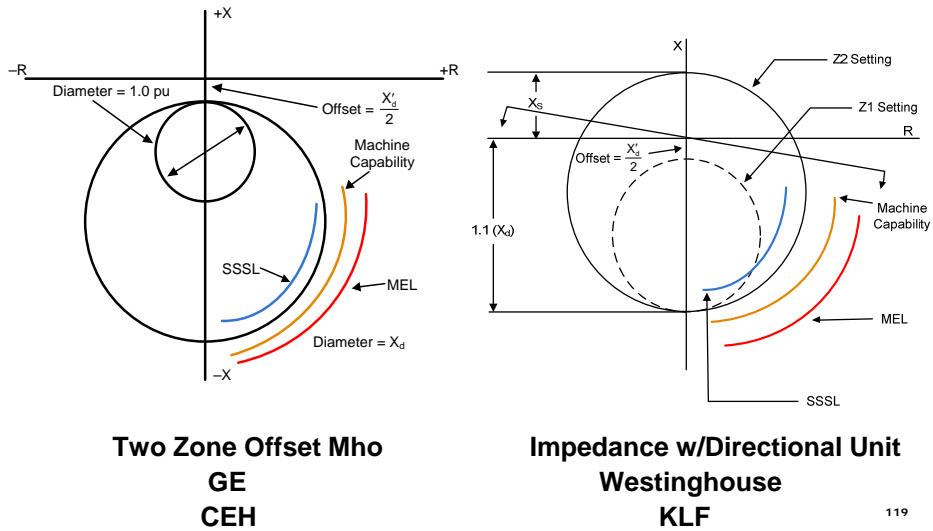 +X
–R
+R
Diameter = 1.0 pu
Offset = X′d / 2
Machine
Capability
SSSL
MEL
Diameter = Xd
–X
Two Zone Offset Mho
GE
CEH
X
Z2 Setting
XS
Z1 Setting
R
Offset = X′d / 2
1.1 (Xd)
Machine
Capability
MEL
SSSL
Impedance w/Directional Unit
Westinghouse
KLF
119